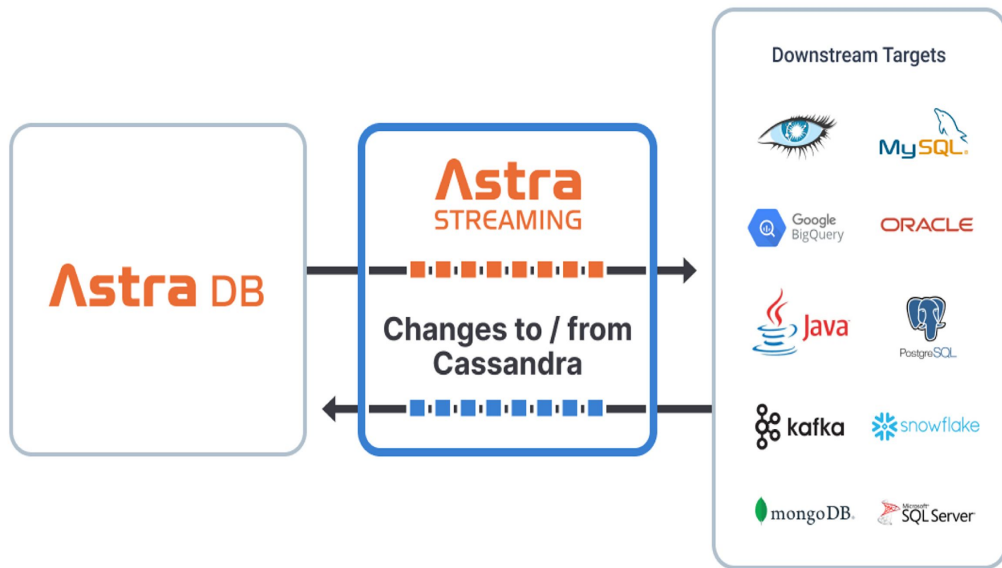 Downstream Targets
MySQL®
Google
BigQuery
ORACLE
Java™
PostgreSQL
kafka
snowflake
mongoDB®
Microsoft®
SQL Server®
Astra DB
Astra
STREAMING
Changes to / from
Cassandra